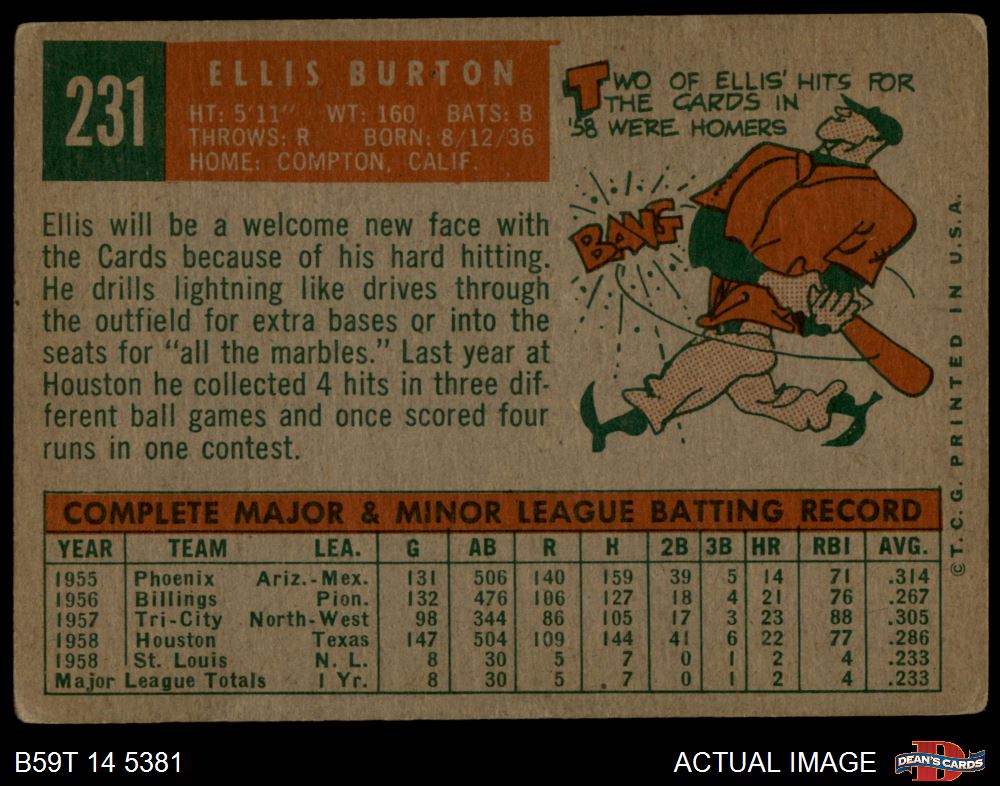 231
ELLIS BURTON
HT: 5'11" WT: 160 BATS: B
THROWS: R BORN: 8/12/36
HOME: COMPTON, CALIF.
TWO OF ELLIS' HITS FOR
THE CARDS IN
'58 WERE HOMERS
BANG
Ellis will be a welcome new face with
the Cards because of his hard hitting.
He drills lightning like drives through
the outfield for extra bases or into the
seats for "all the marbles." Last year at
Houston he collected 4 hits in three dif-
ferent ball games and once scored four
runs in one contest.
COMPLETE MAJOR & MINOR LEAGUE BATTING RECORD
YEAR TEAM LEA. G AB R H 2B 3B HR RBI AVG.
1955 Phoenix Ariz.-Mex. 131 506 140 159 39 5 14 71 .314
1956 Billings Pion. 132 476 106 127 18 4 21 76 .267
1957 Tri-City North-West 98 344 86 105 17 3 23 88 .305
1958 Houston Texas 147 504 109 144 41 6 22 77 .286
1958 St. Louis N. L. 8 30 5 7 0 1 2 4 .233
Major League Totals 1 Yr. 8 30 5 7 0 1 2 4 .233
© T. C. G. PRINTED IN U.S.A.
B59T 14 5381
ACTUAL IMAGE
DEAN'S CARDS